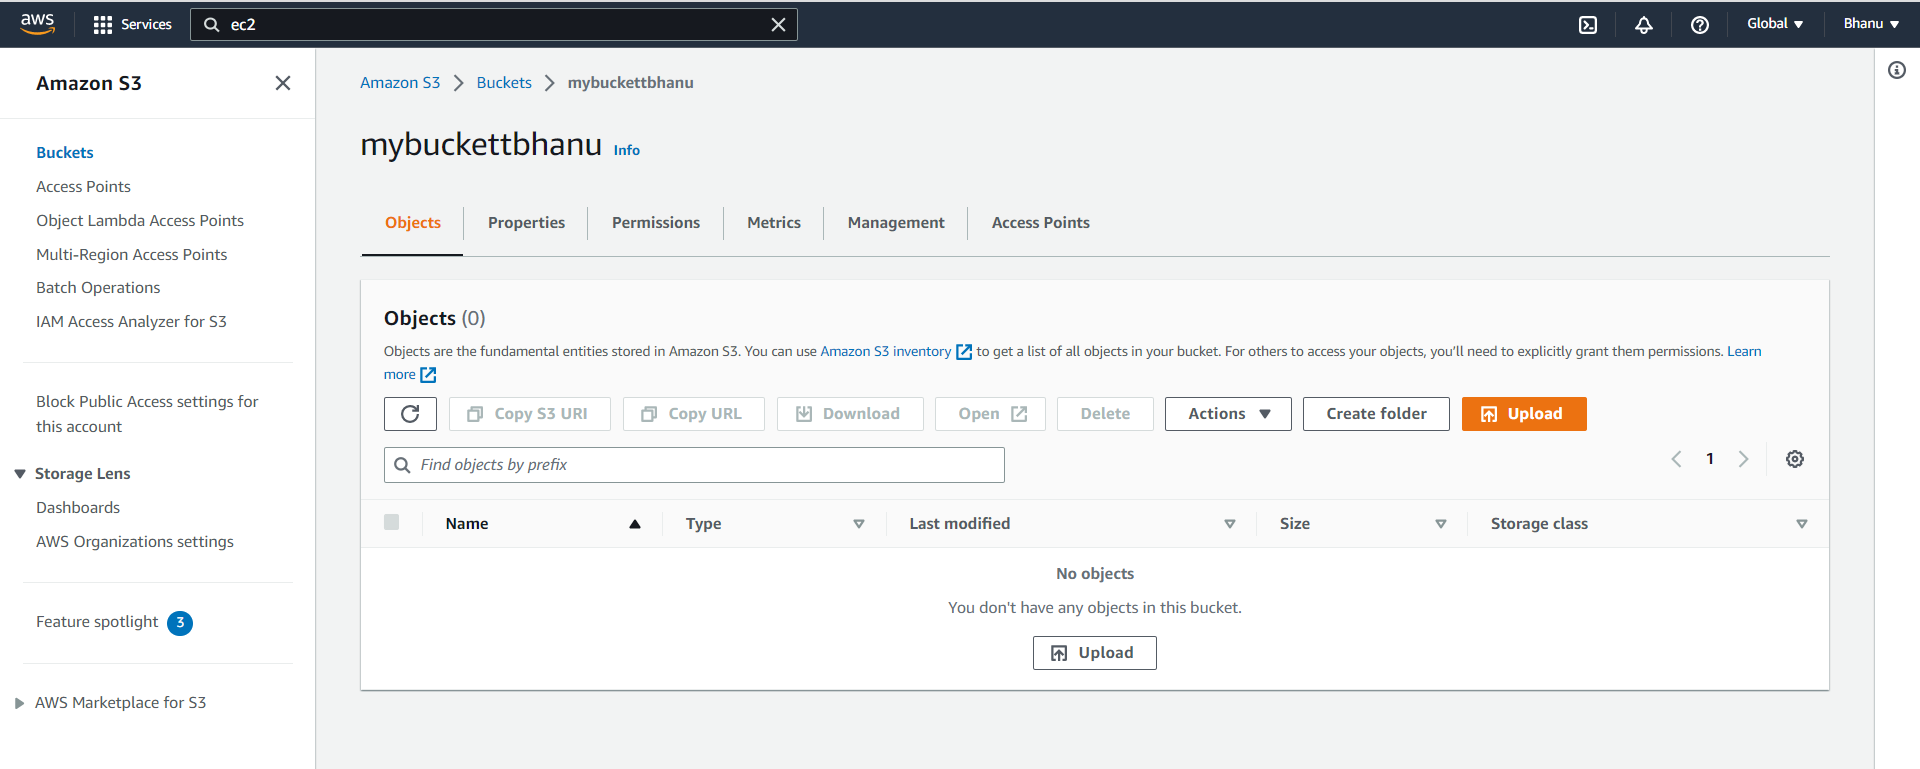 aws Services ec2 Global Bhanu
Amazon S3
Buckets
Access Points
Object Lambda Access Points
Multi-Region Access Points
Batch Operations
IAM Access Analyzer for S3
Block Public Access settings for
this account
Storage Lens
Dashboards
AWS Organizations settings
Feature spotlight 3
AWS Marketplace for S3
Amazon S3 Buckets mybuckettbhanu
mybuckettbhanu Info
Objects Properties Permissions Metrics Management Access Points
Objects (0)
Objects are the fundamental entities stored in Amazon S3. You can use Amazon S3 inventory to get a list of all objects in your bucket. For others to access your objects, you’ll need to explicitly grant them permissions. Learn
more
Copy S3 URI Copy URL Download Open Delete Actions Create folder Upload
Find objects by prefix 1
Name Type Last modified Size Storage class
No objects
You don't have any objects in this bucket.
Upload